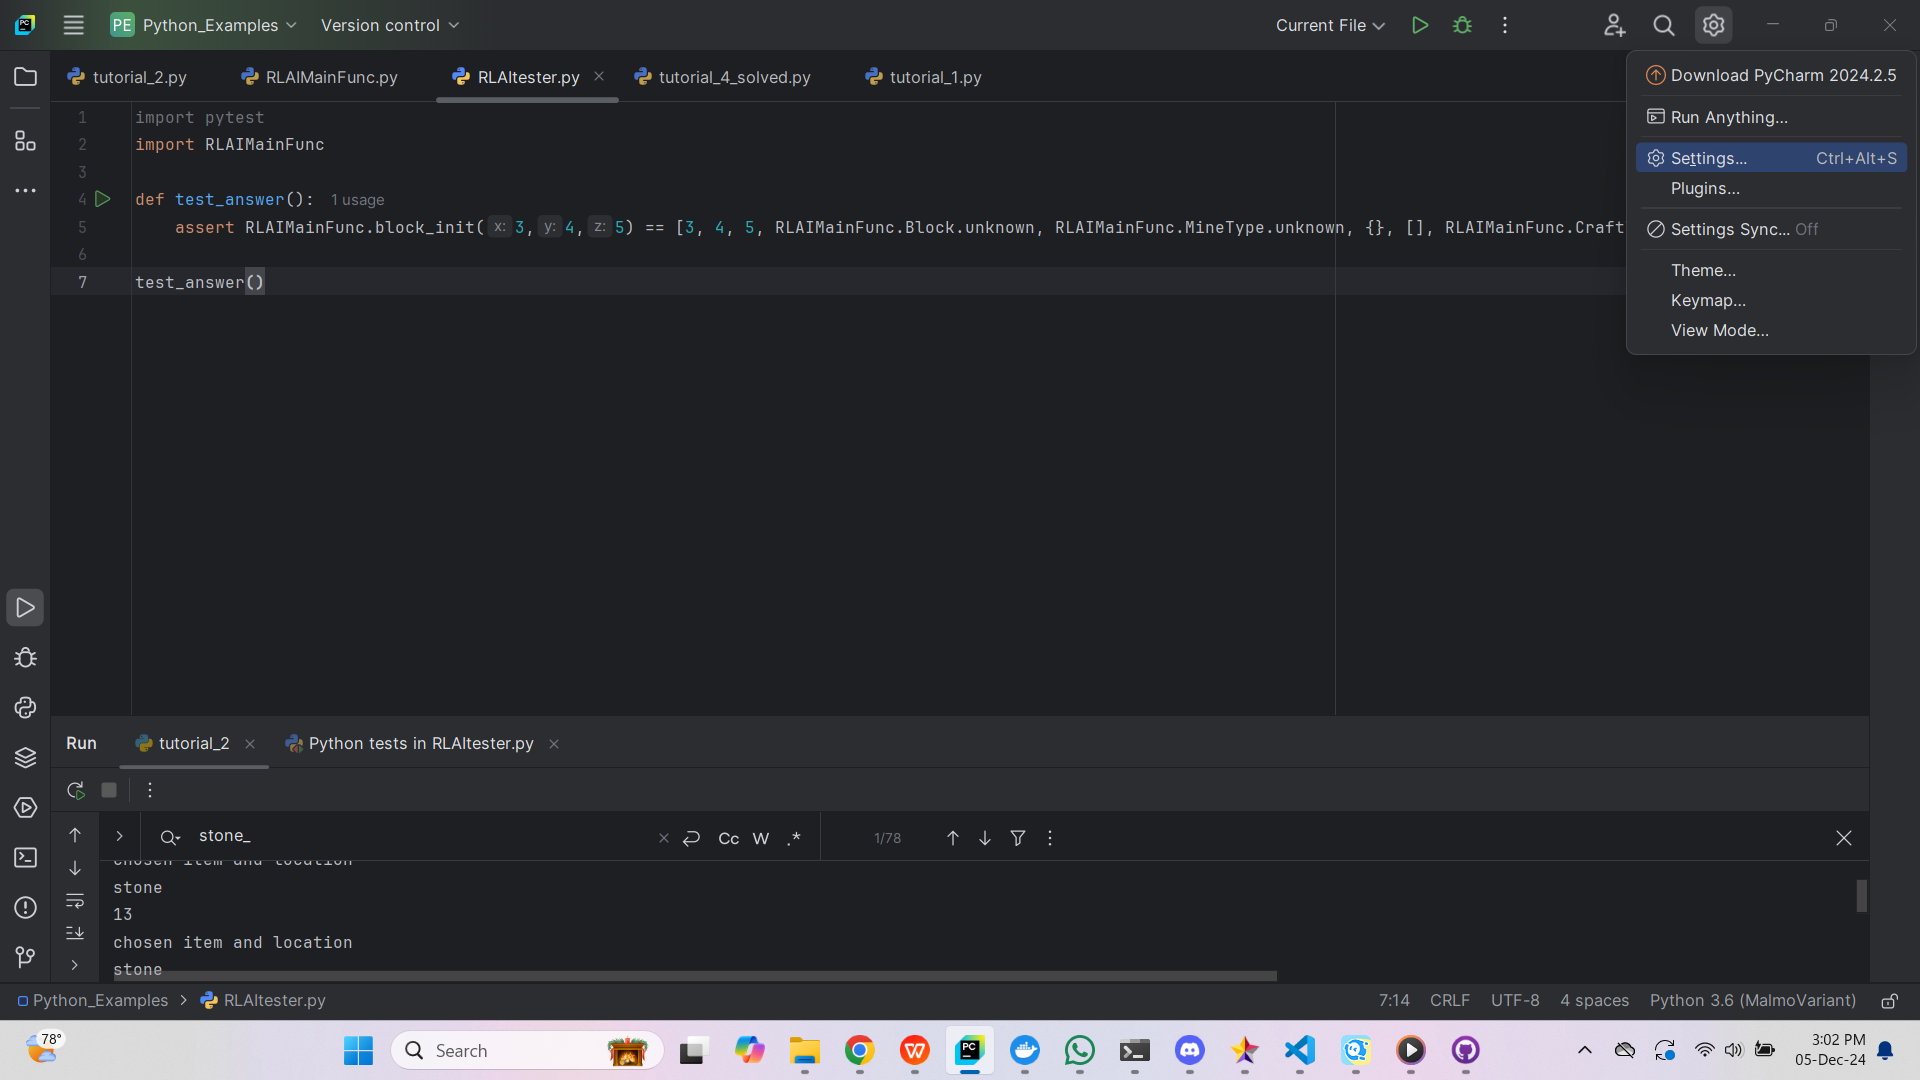 PE Python_Examples Version control Current File
tutorial_2.py RLAIMainFunc.py RLAItester.py tutorial_4_solved.py tutorial_1.py
1 import pytest
2 import RLAIMainFunc
3
4 def test_answer(): 1 usage
5 assert RLAIMainFunc.block_init( x: 3, y: 4, z: 5) == [3, 4, 5, RLAIMainFunc.Block.unknown, RLAIMainFunc.MineType.unknown, {}, [], RLAIMainFunc.Craft
6
7 test_answer()
Download PyCharm 2024.2.5
Run Anything...
Settings... Ctrl+Alt+S
Plugins...
Settings Sync... Off
Theme...
Keymap...
View Mode...
Run tutorial_2 Python tests in RLAItester.py
stone_ Cc W .* 1/78
chosen item and location
stone
13
chosen item and location
stone
Python_Examples > RLAItester.py 7:14 CRLF UTF-8 4 spaces Python 3.6 (MalmoVariant)
78° Search 3:02 PM
05-Dec-24